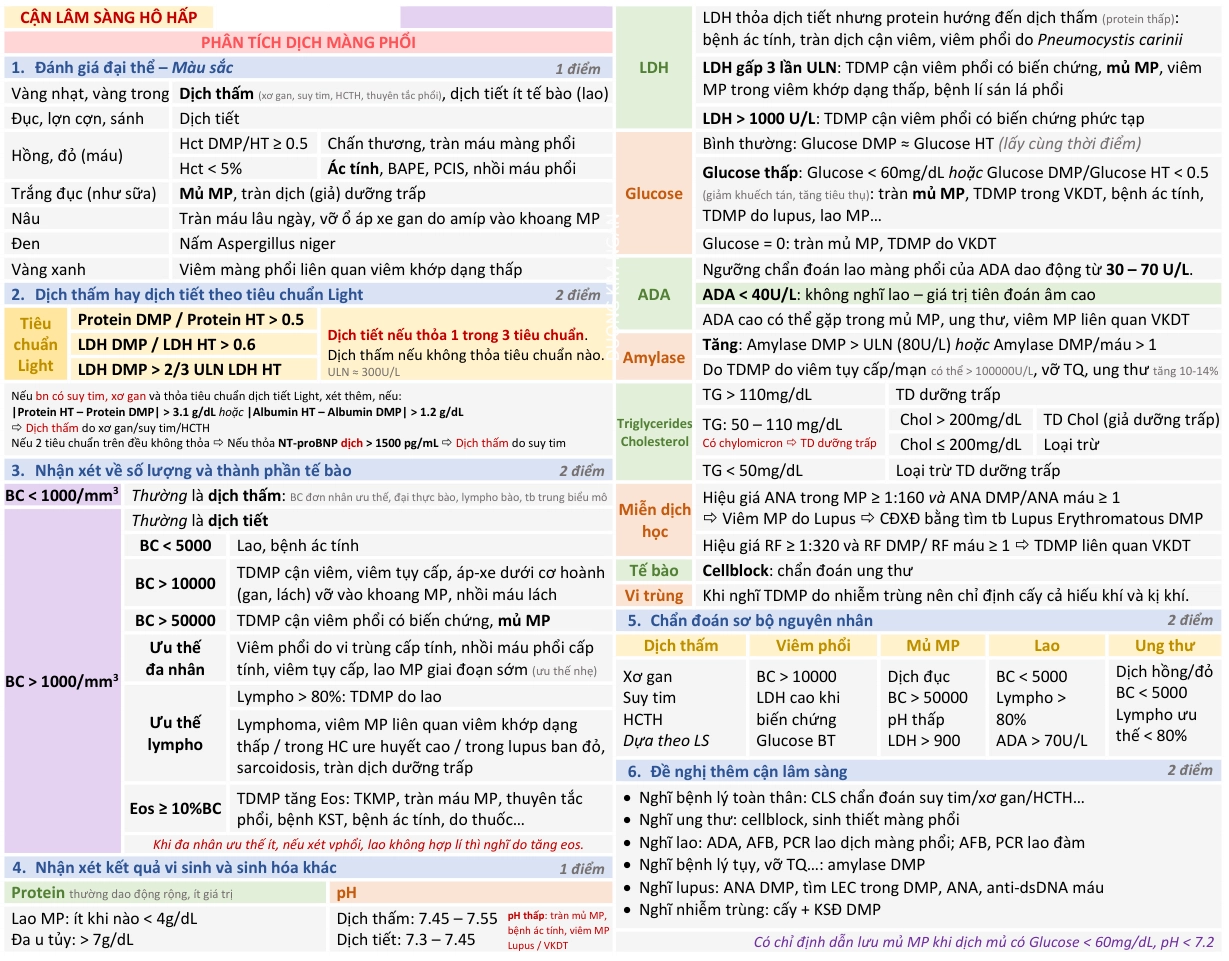 CẬN LÂM SÀNG HÔ HẤP
PHÂN TÍCH DỊCH MÀNG PHỔI
1. Đánh giá đại thể – Màu sắc 1 điểm
Vàng nhạt, vàng trong Dịch thấm (xơ gan, suy tim, HCTH, thuyên tắc phổi), dịch tiết ít tế bào (lao)
Đục, lợn cợn, sánh Dịch tiết
Hồng, đỏ (máu)
Hct DMP/HT ≥ 0.5 Chấn thương, tràn máu màng phổi
Hct < 5% Ác tính, BAPE, PCIS, nhồi máu phổi
Trắng đục (như sữa) Mủ MP, tràn dịch (giả) dưỡng trấp
Nâu Tràn máu lâu ngày, vỡ ổ áp xe gan do amíp vào khoang MP
Đen Nấm Aspergillus niger
Vàng xanh Viêm màng phổi liên quan viêm khớp dạng thấp
2. Dịch thấm hay dịch tiết theo tiêu chuẩn Light 2 điểm
Tiêu
chuẩn
Light
Protein DMP / Protein HT > 0.5
LDH DMP / LDH HT > 0.6
LDH DMP > 2/3 ULN LDH HT
Dịch tiết nếu thỏa 1 trong 3 tiêu chuẩn.
Dịch thấm nếu không thỏa tiêu chuẩn nào.
ULN ≈ 300U/L
Nếu bn có suy tim, xơ gan và thỏa tiêu chuẩn dịch tiết Light, xét thêm, nếu:
|Protein HT – Protein DMP| > 3.1 g/dL hoặc |Albumin HT – Albumin DMP| > 1.2 g/dL
⇨ Dịch thấm do xơ gan/suy tim/HCTH
Nếu 2 tiêu chuẩn trên đều không thỏa ⇨ Nếu thỏa NT-proBNP dịch > 1500 pg/mL ⇨ Dịch thấm do suy tim
3. Nhận xét về số lượng và thành phần tế bào 2 điểm
BC < 1000/mm³ Thường là dịch thấm: BC đơn nhân ưu thế, đại thực bào, lympho bào, tb trung biểu mô
BC > 1000/mm³
Thường là dịch tiết
BC < 5000 Lao, bệnh ác tính
BC > 10000
TDMP cận viêm, viêm tụy cấp, áp-xe dưới cơ hoành
(gan, lách) vỡ vào khoang MP, nhồi máu lách
BC > 50000 TDMP cận viêm phổi có biến chứng, mủ MP
Ưu thế
đa nhân
Viêm phổi do vi trùng cấp tính, nhồi máu phổi cấp
tính, viêm tụy cấp, lao MP giai đoạn sớm (ưu thế nhẹ)
Ưu thế
lympho
Lympho > 80%: TDMP do lao
Lymphoma, viêm MP liên quan viêm khớp dạng
thấp / trong HC ure huyết cao / trong lupus ban đỏ,
sarcoidosis, tràn dịch dưỡng trấp
Eos ≥ 10%BC
TDMP tăng Eos: TKMP, tràn máu MP, thuyên tắc
phổi, bệnh KST, bệnh ác tính, do thuốc…
Khi đa nhân ưu thế ít, nếu xét vphổi, lao không hợp lí thì nghĩ do tăng eos.
4. Nhận xét kết quả vi sinh và sinh hóa khác 1 điểm
Protein thường dao động rộng, ít giá trị
Lao MP: ít khi nào < 4g/dL
Đa u tủy: > 7g/dL
pH
Dịch thấm: 7.45 – 7.55
Dịch tiết: 7.3 – 7.45
pH thấp: tràn mủ MP,
bệnh ác tính, viêm MP
Lupus / VKDT
LDH
LDH thỏa dịch tiết nhưng protein hướng đến dịch thấm (protein thấp):
bệnh ác tính, tràn dịch cận viêm, viêm phổi do Pneumocystis carinii
LDH gấp 3 lần ULN: TDMP cận viêm phổi có biến chứng, mủ MP, viêm
MP trong viêm khớp dạng thấp, bệnh lí sán lá phổi
LDH > 1000 U/L: TDMP cận viêm phổi có biến chứng phức tạp
Glucose
Bình thường: Glucose DMP ≈ Glucose HT (lấy cùng thời điểm)
Glucose thấp: Glucose < 60mg/dL hoặc Glucose DMP/Glucose HT < 0.5
(giảm khuếch tán, tăng tiêu thụ): tràn mủ MP, TDMP trong VKDT, bệnh ác tính,
TDMP do lupus, lao MP…
Glucose = 0: tràn mủ MP, TDMP do VKDT
ADA
Ngưỡng chẩn đoán lao màng phổi của ADA dao động từ 30 – 70 U/L.
ADA < 40U/L: không nghĩ lao – giá trị tiên đoán âm cao
ADA cao có thể gặp trong mủ MP, ung thư, viêm MP liên quan VKDT
Amylase
Tăng: Amylase DMP > ULN (80U/L) hoặc Amylase DMP/máu > 1
Do TDMP do viêm tụy cấp/mạn có thể > 100000U/L, vỡ TQ, ung thư tăng 10-14%
Triglycerides
Cholesterol
TG > 110mg/dL TD dưỡng trấp
TG: 50 – 110 mg/dL
Có chylomicron ⇨ TD dưỡng trấp
Chol > 200mg/dL TD Chol (giả dưỡng trấp)
Chol ≤ 200mg/dL Loại trừ
TG < 50mg/dL Loại trừ TD dưỡng trấp
Miễn dịch
học
Hiệu giá ANA trong MP ≥ 1:160 và ANA DMP/ANA máu ≥ 1
⇨ Viêm MP do Lupus ⇨ CĐXĐ bằng tìm tb Lupus Erythromatous DMP
Hiệu giá RF ≥ 1:320 và RF DMP/ RF máu ≥ 1 ⇨ TDMP liên quan VKDT
Tế bào Cellblock: chẩn đoán ung thư
Vi trùng Khi nghĩ TDMP do nhiễm trùng nên chỉ định cấy cả hiếu khí và kị khí.
5. Chẩn đoán sơ bộ nguyên nhân 2 điểm
Dịch thấm Viêm phổi Mủ MP Lao Ung thư
Xơ gan
Suy tim
HCTH
Dựa theo LS
BC > 10000
LDH cao khi
biến chứng
Glucose BT
Dịch đục
BC > 50000
pH thấp
LDH > 900
BC < 5000
Lympho >
80%
ADA > 70U/L
Dịch hồng/đỏ
BC < 5000
Lympho ưu
thế < 80%
6. Đề nghị thêm cận lâm sàng 2 điểm
• Nghĩ bệnh lý toàn thân: CLS chẩn đoán suy tim/xơ gan/HCTH…
• Nghĩ ung thư: cellblock, sinh thiết màng phổi
• Nghĩ lao: ADA, AFB, PCR lao dịch màng phổi; AFB, PCR lao đàm
• Nghĩ bệnh lý tụy, vỡ TQ…: amylase DMP
• Nghĩ lupus: ANA DMP, tìm LEC trong DMP, ANA, anti-dsDNA máu
• Nghĩ nhiễm trùng: cấy + KSĐ DMP
Có chỉ định dẫn lưu mủ MP khi dịch mủ có Glucose < 60mg/dL, pH < 7.2